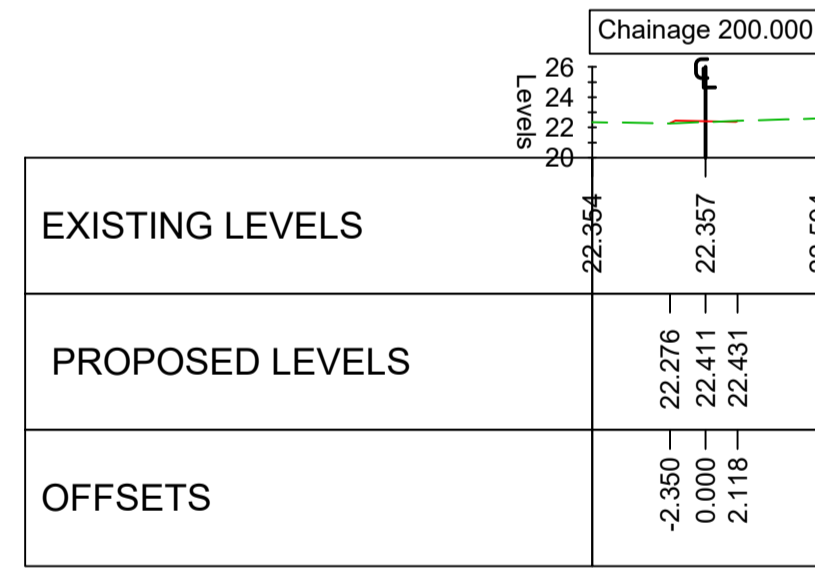 Chainage 200.000
26
24
22
20
Levels
EXISTING LEVELS
22.354
22.357
PROPOSED LEVELS
22.276
22.411
22.431
OFFSETS
-2.350
0.000
2.118